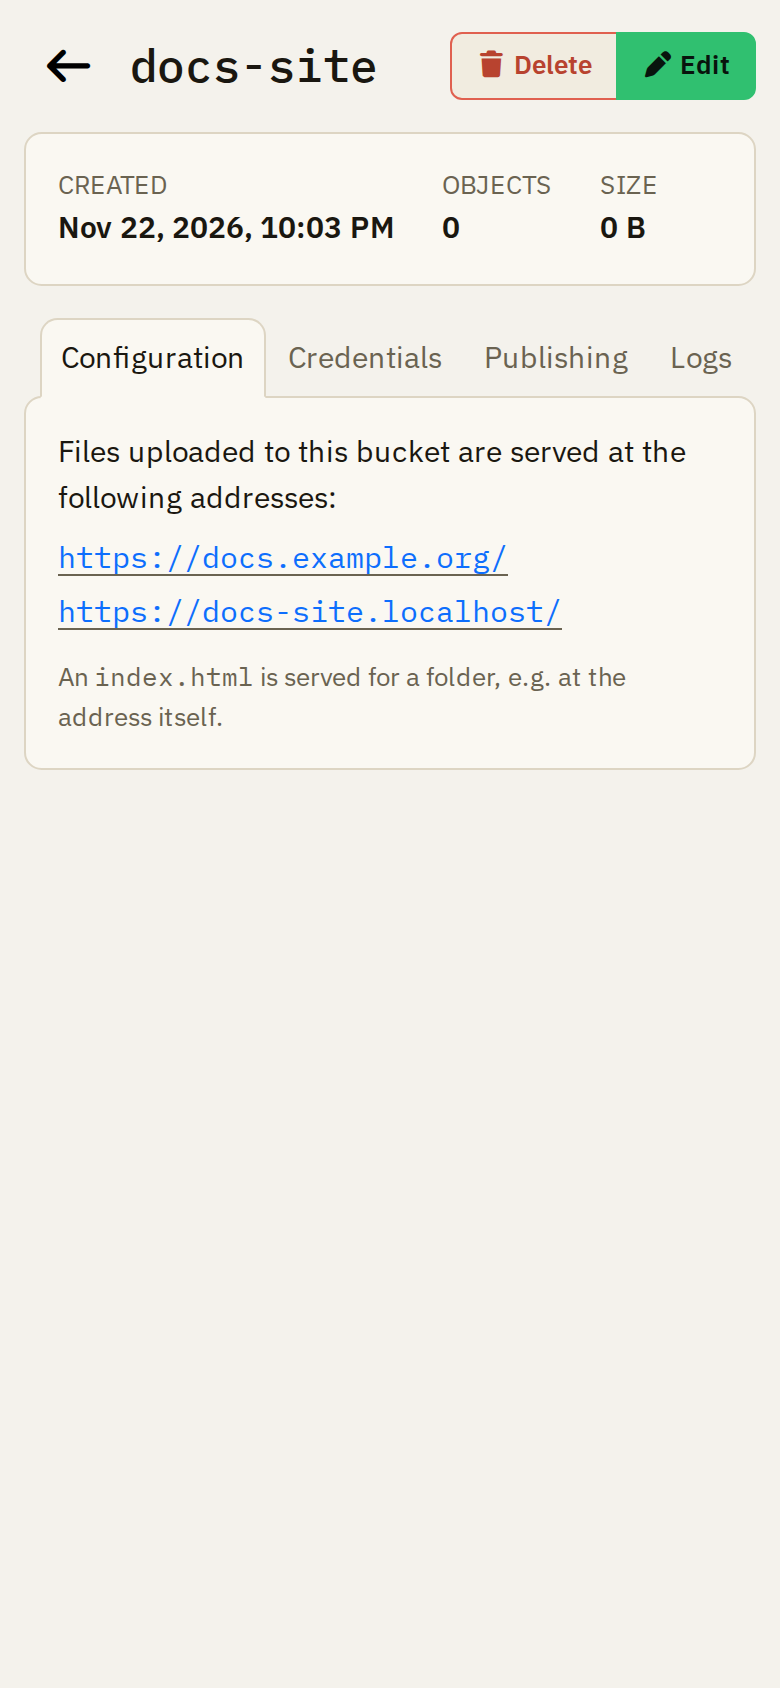 docs-site
Delete
Edit
CREATED
Nov 22, 2026, 10:03 PM
OBJECTS
0
SIZE
0 B
Configuration
Credentials
Publishing
Logs
Files uploaded to this bucket are served at the
following addresses:
https://docs.example.org/
https://docs-site.localhost/
An index.html is served for a folder, e.g. at the
address itself.